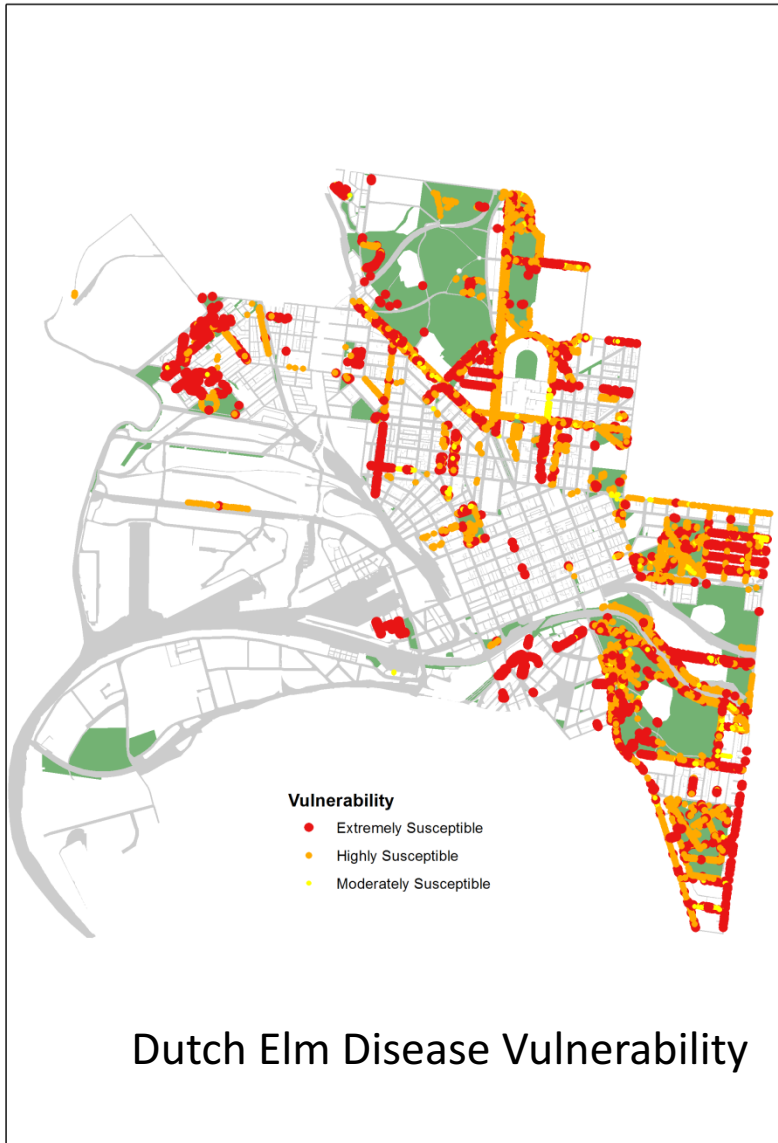 Vulnerability
Extremely Susceptible
Highly Susceptible
Moderately Susceptible
Dutch Elm Disease Vulnerability